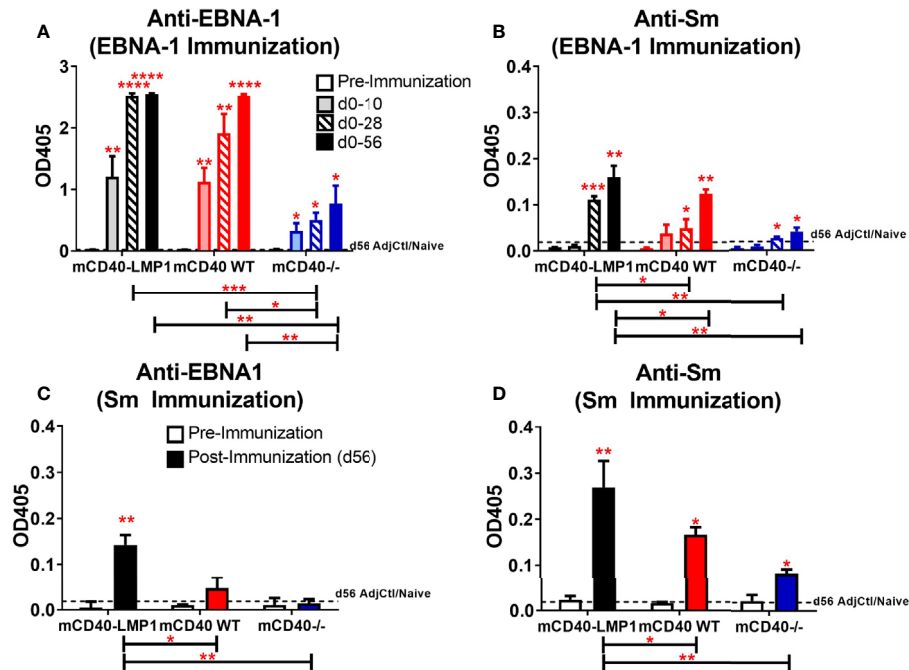 A
Anti-EBNA-1
(EBNA-1 Immunization)
OD405
3
2
1
0
Pre-Immunization
d0-10
d0-28
d0-56
** **** ****
** ** ****
* * *
d56 AdjCtl/Naive
mCD40-LMP1 mCD40 WT mCD40-/-
***
*
**
**
B
Anti-Sm
(EBNA-1 Immunization)
OD405
0.4
0.3
0.2
0.1
0.0
*** **
* **
* *
d56 AdjCtl/Naive
mCD40-LMP1 mCD40 WT mCD40-/-
*
**
*
**
C
Anti-EBNA1
(Sm Immunization)
OD405
0.4
0.3
0.2
0.1
0.0
Pre-Immunization
Post-Immunization (d56)
**
d56 AdjCtl/Naive
mCD40-LMP1 mCD40 WT mCD40-/-
*
**
D
Anti-Sm
(Sm Immunization)
OD405
0.4
0.3
0.2
0.1
0.0
**
*
*
d56 AdjCtl/Naive
mCD40-LMP1 mCD40 WT mCD40-/-
*
**